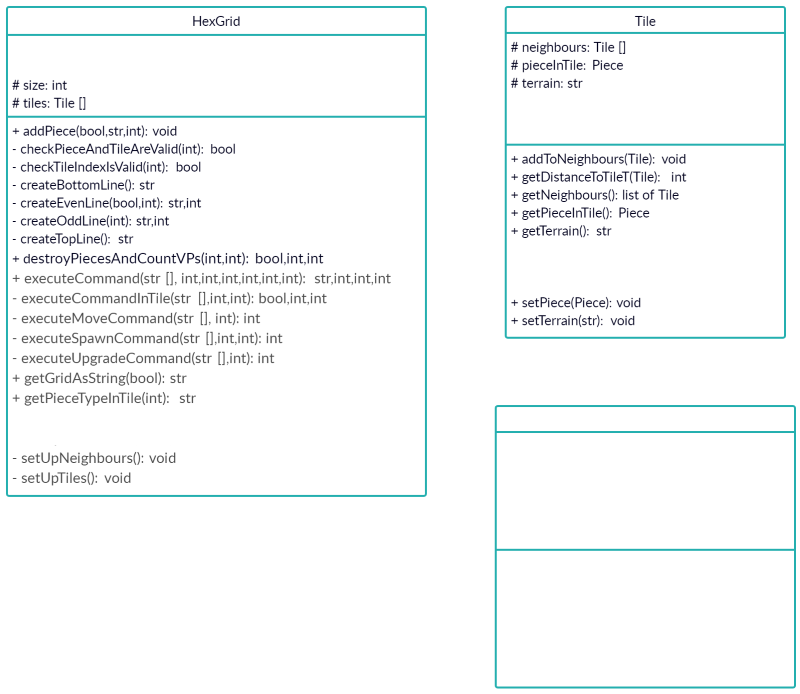 HexGrid
# size: int
# tiles: Tile []
+ addPiece(bool,str,int): void
- checkPieceAndTileAreValid(int): bool
- checkTileIndexIsValid(int): bool
- createBottomLine(): str
- createEvenLine(bool,int): str,int
- createOddLine(int): str,int
- createTopLine(): str
+ destroyPiecesAndCountVPs(int,int): bool,int,int
+ executeCommand(str [], int,int,int,int,int,int): str,int,int,int
- executeCommandInTile(str [],int,int): bool,int,int
- executeMoveCommand(str [], int): int
- executeSpawnCommand(str [],int,int): int
- executeUpgradeCommand(str [],int): int
+ getGridAsString(bool): str
+ getPieceTypeInTile(int): str
- setUpNeighbours(): void
- setUpTiles(): void
Tile
# neighbours: Tile []
# pieceInTile: Piece
# terrain: str
+ addToNeighbours(Tile): void
+ getDistanceToTileT(Tile): int
+ getNeighbours(): list of Tile
+ getPieceInTile(): Piece
+ getTerrain(): str
+ setPiece(Piece): void
+ setTerrain(str): void